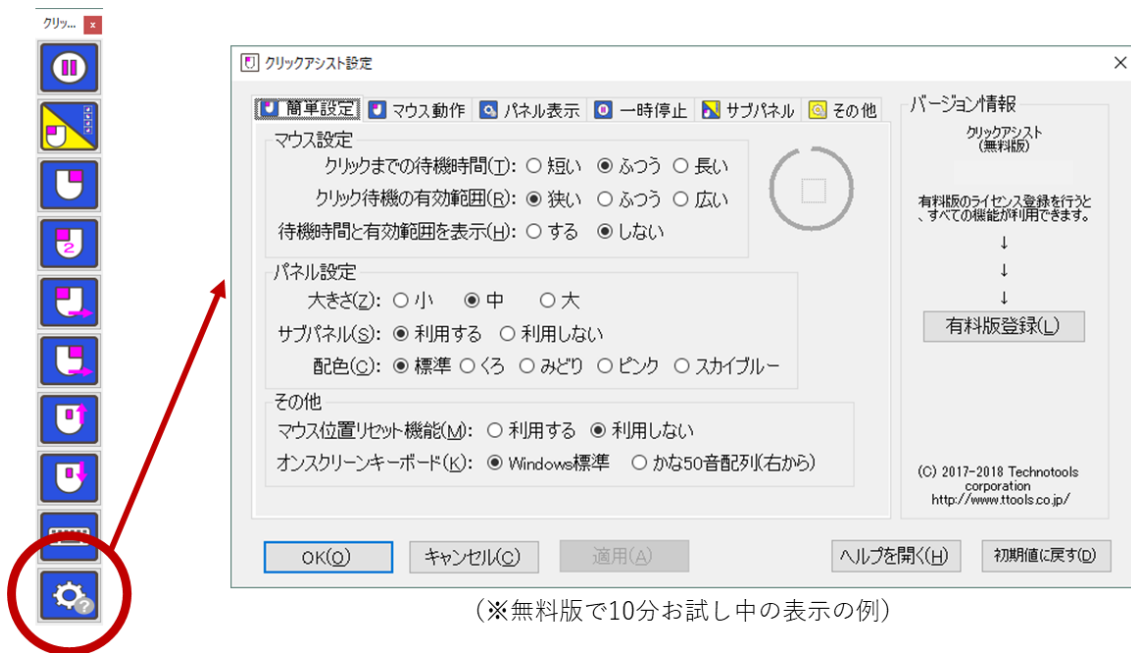 クリッ... x
2
?
クリックアシスト設定
簡単設定 マウス動作 パネル表示 一時停止 サブパネル その他
マウス設定
クリックまでの待機時間(T): 短い ふつう 長い
クリック待機の有効範囲(R): 狭い ふつう 広い
待機時間と有効範囲を表示(H): する しない
パネル設定
大きさ(Z): 小 中 大
サブパネル(S): 利用する 利用しない
配色(C): 標準 くろ みどり ピンク スカイブルー
その他
マウス位置リセット機能(M): 利用する 利用しない
オンスクリーンキーボード(K): Windows標準 かな50音配列(右から)
バージョン情報
クリックアシスト
(無料版)
有料版のライセンス登録を行うと
、すべての機能が利用できます。
↓
↓
↓
有料版登録(L)
(C) 2017-2018 Technotools
corporation
http://www.ttools.co.jp/
OK(O) キャンセル(C) 適用(A) ヘルプを開く(H) 初期値に戻す(D)
(※無料版で10分お試し中の表示の例)